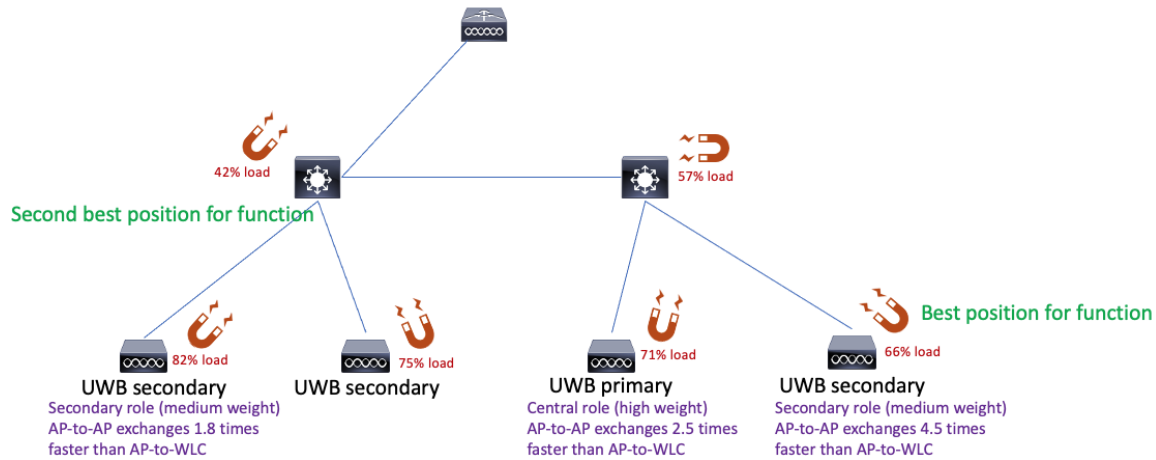 42% load
57% load
Second best position for function
Best position for function
82% load
75% load
71% load
66% load
UWB secondary
UWB secondary
UWB primary
UWB secondary
Secondary role (medium weight)
AP-to-AP exchanges 1.8 times
faster than AP-to-WLC
Central role (high weight)
AP-to-AP exchanges 2.5 times
faster than AP-to-WLC
Secondary role (medium weight)
AP-to-AP exchanges 4.5 times
faster than AP-to-WLC